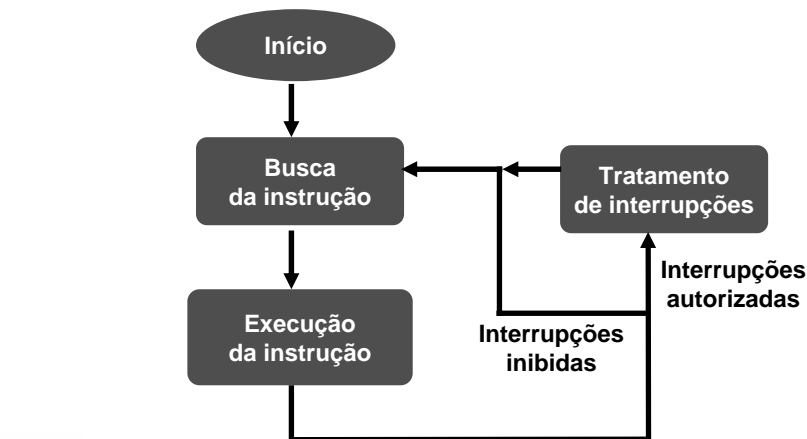 Início
Busca
da instrução
Tratamento
de interrupções
Interrupções
autorizadas
Execução
da instrução
Interrupções
inibidas